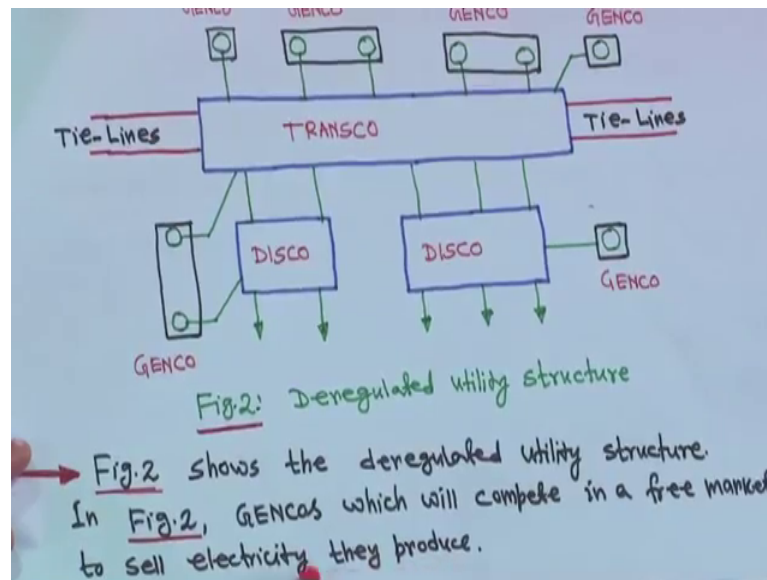 GENCO
GENCO
GENCO
GENCO
Tie-Lines
TRANSCO
Tie-Lines
DISCO
DISCO
GENCO
GENCO
Fig.2: Deregulated utility structure
Fig.2 shows the deregulated utility structure.
In Fig.2, GENCOs which will compete in a free market
to sell electricity they produce.